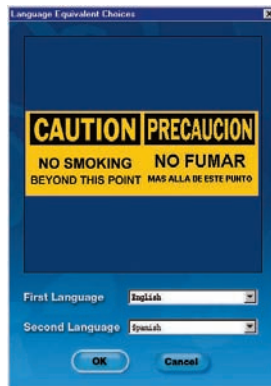 Language Equivalent Choices
CAUTION
NO SMOKING
BEYOND THIS POINT
PRECAUCION
NO FUMAR
MAS ALLA DE ESTE PUNTO
First Language English
Second Language Spanish
OK Cancel